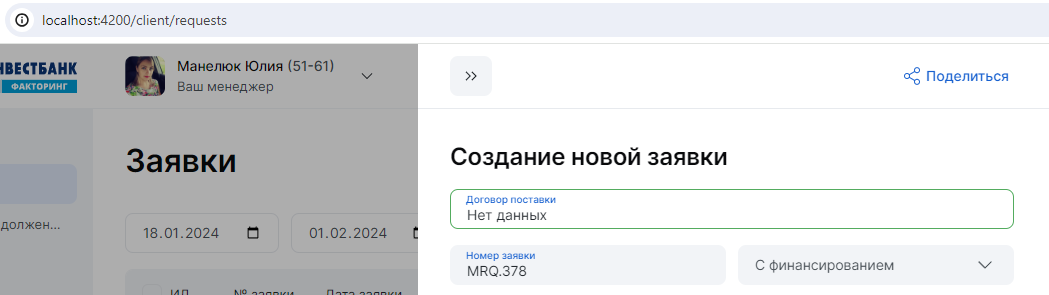 localhost:4200/client/requests
НВЕСТБАНК
ФАКТОРИНГ
Манелюк Юлия (51-61)
Ваш менеджер
Поделиться
Заявки
Создание новой заявки
Договор поставки
Нет данных
должен...
18.01.2024
01.02.2024
Номер заявки
MRQ.378
С финансированием
ИД
№ заявки
Дата заявки